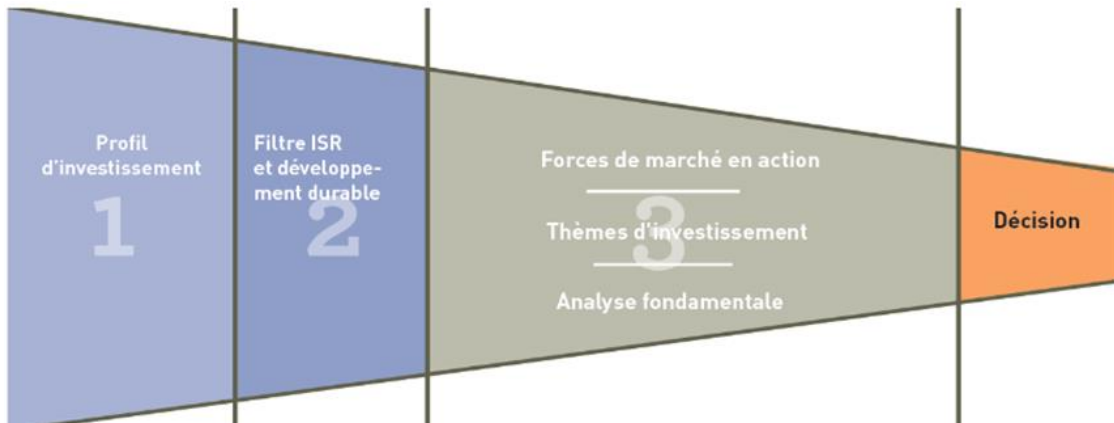 Profil
d'investissement
1
Filtre ISR
et développe-
ment durable
2
Forces de marché en action
3
Thèmes d'investissement
Analyse fondamentale
Décision